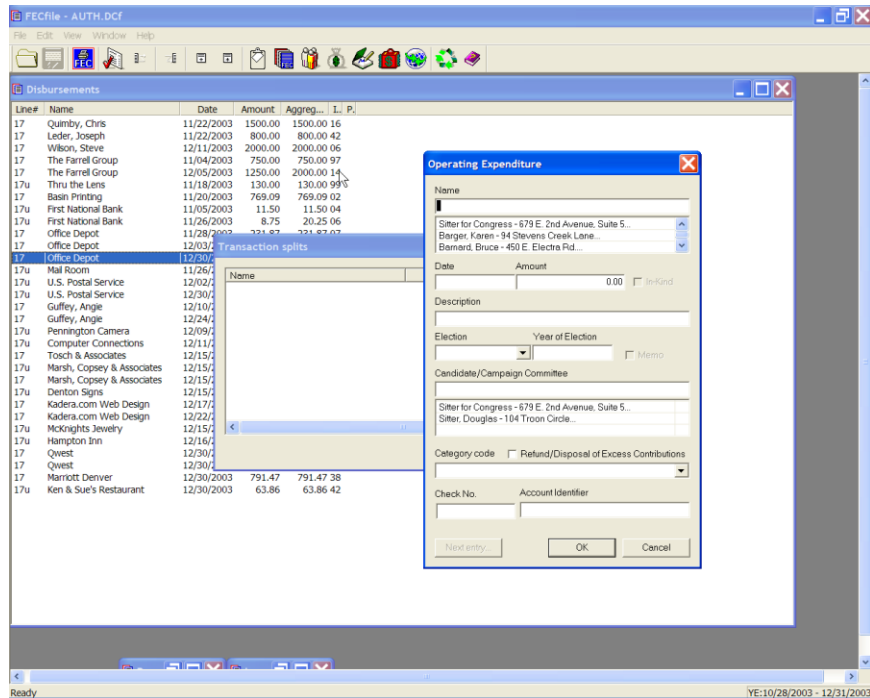 FECfile - AUTH.DCf
File Edit View Window Help
FEC
Disbursements
Line# Name Date Amount Aggreg... I.. P.
17 Quimby, Chris 11/22/2003 1500.00 1500.00 16
17 Leder, Joseph 11/22/2003 800.00 800.00 42
17 Wilson, Steve 12/11/2003 2000.00 2000.00 06
17 The Farrell Group 11/04/2003 750.00 750.00 97
17 The Farrell Group 12/05/2003 1250.00 2000.00 14
17u Thru the Lens 11/18/2003 130.00 130.00 99
17 Basin Printing 11/20/2003 769.09 769.09 02
17u First National Bank 11/05/2003 11.50 11.50 04
17u First National Bank 11/26/2003 8.75 20.25 06
17 Office Depot 11/28/2003 231.87 231.87 07
17 Office Depot 12/03/
17 Office Depot 12/30/
17u Mail Room 11/26/
17u U.S. Postal Service 12/02/
17u U.S. Postal Service 12/30/
17 Guffey, Angie 12/10/
17 Guffey, Angie 12/24/
17u Pennington Camera 12/09/
17u Computer Connections 12/11/
17 Tosch & Associates 12/15/
17u Marsh, Copsey & Associates 12/15/
17 Marsh, Copsey & Associates 12/15/
17u Denton Signs 12/15/
17 Kadera.com Web Design 12/17/
17 Kadera.com Web Design 12/22/
17u McKnights Jewelry 12/15/
17u Hampton Inn 12/16/
17 Qwest 12/30/
17 Qwest 12/30/
17 Marriott Denver 12/30/2003 791.47 791.47 38
17u Ken & Sue's Restaurant 12/30/2003 63.86 63.86 42
Transaction splits
Name
Operating Expenditure
Name
Sitter for Congress - 679 E. 2nd Avenue, Suite 5...
Barger, Karen - 94 Stevens Creek Lane...
Barnard, Bruce - 450 E. Electra Rd....
Date Amount
0.00 In-Kind
Description
Election Year of Election
Memo
Candidate/Campaign Committee
Sitter for Congress - 679 E. 2nd Avenue, Suite 5...
Sitter, Douglas - 104 Troon Circle...
Category code Refund/Disposal of Excess Contributions
Check No. Account Identifier
Next entry... OK Cancel
Ready YE:10/28/2003 - 12/31/2003